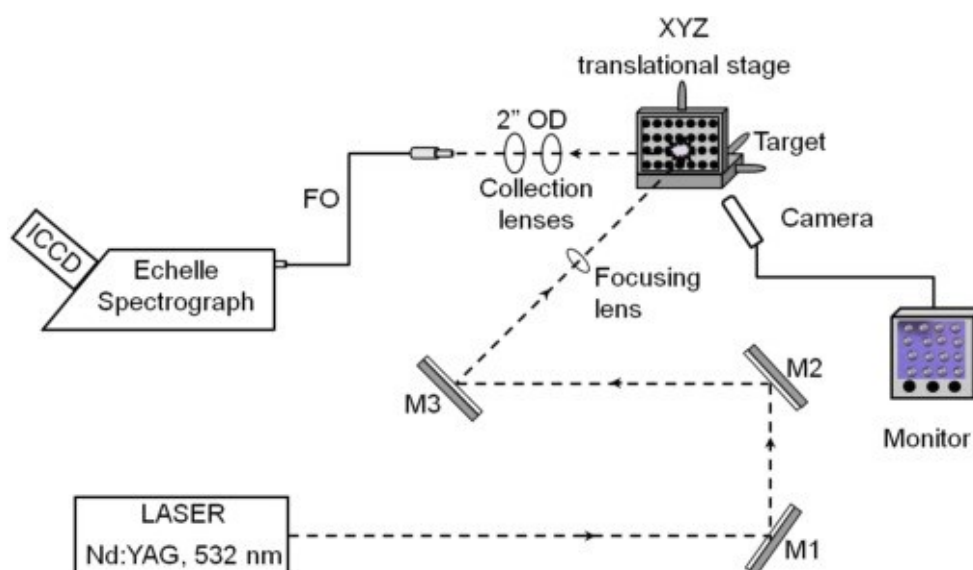 XYZ
translational stage
2” OD
Target
Collection
lenses
FO
Camera
ICCD
Echelle
Spectrograph
Focusing
lens
M2
M3
Monitor
LASER
Nd:YAG, 532 nm
M1